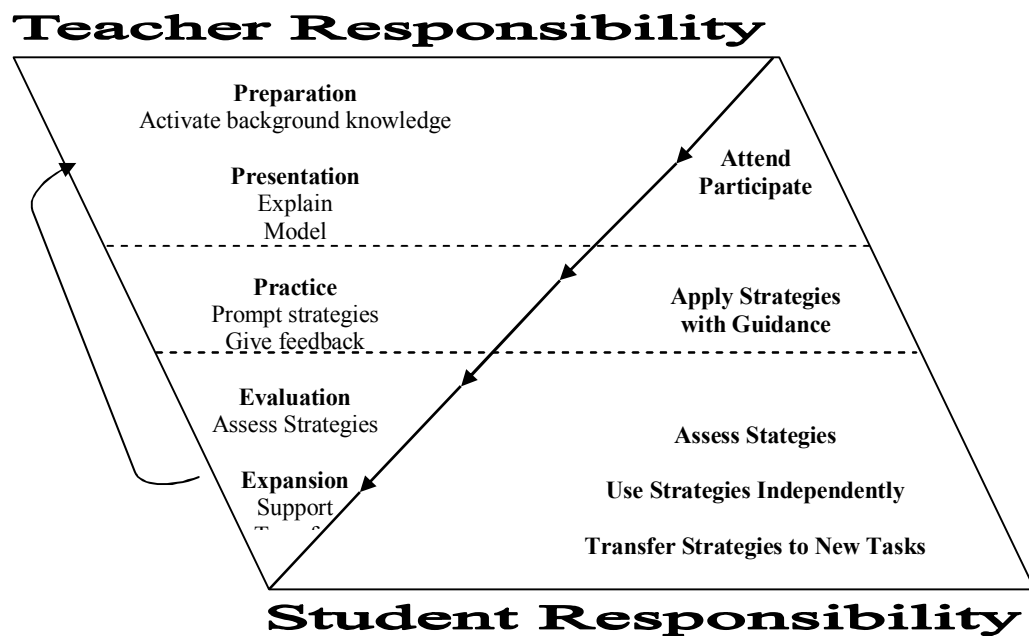 Teacher Responsibility
Preparation
Activate background knowledge
Presentation
Explain
Model
Attend
Participate
Practice
Prompt strategies
Give feedback
Apply Strategies
with Guidance
Evaluation
Assess Strategies
Expansion
Support
Assess Stategies
Use Strategies Independently
Transfer Strategies to New Tasks
Student Responsibility